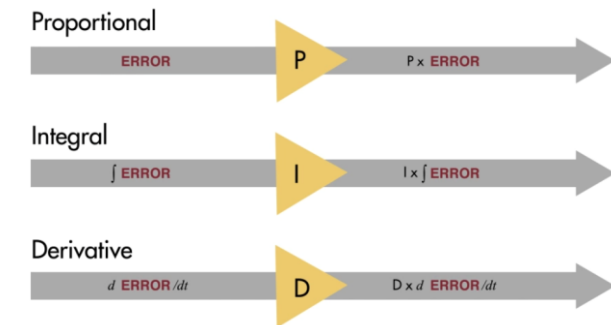 Proportional
ERROR P P x ERROR
Integral
∫ ERROR I I x ∫ ERROR
Derivative
d ERROR/dt D D x d ERROR/dt